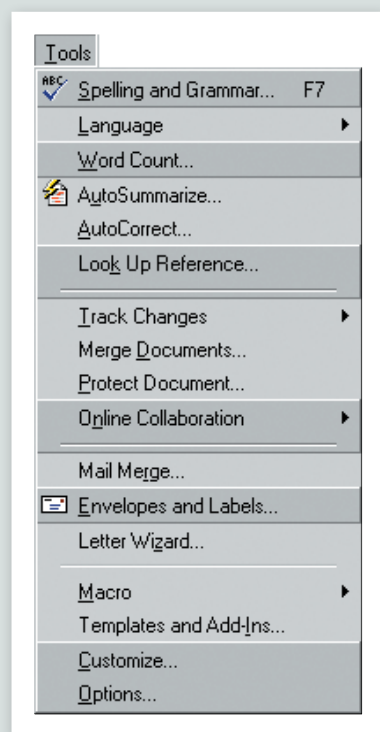 Tools
ABC
Spelling and Grammar... F7
Language
Word Count...
AutoSummarize...
AutoCorrect...
Look Up Reference...
Track Changes
Merge Documents...
Protect Document...
Online Collaboration
Mail Merge...
Envelopes and Labels...
Letter Wizard...
Macro
Templates and Add-Ins...
Customize...
Options...